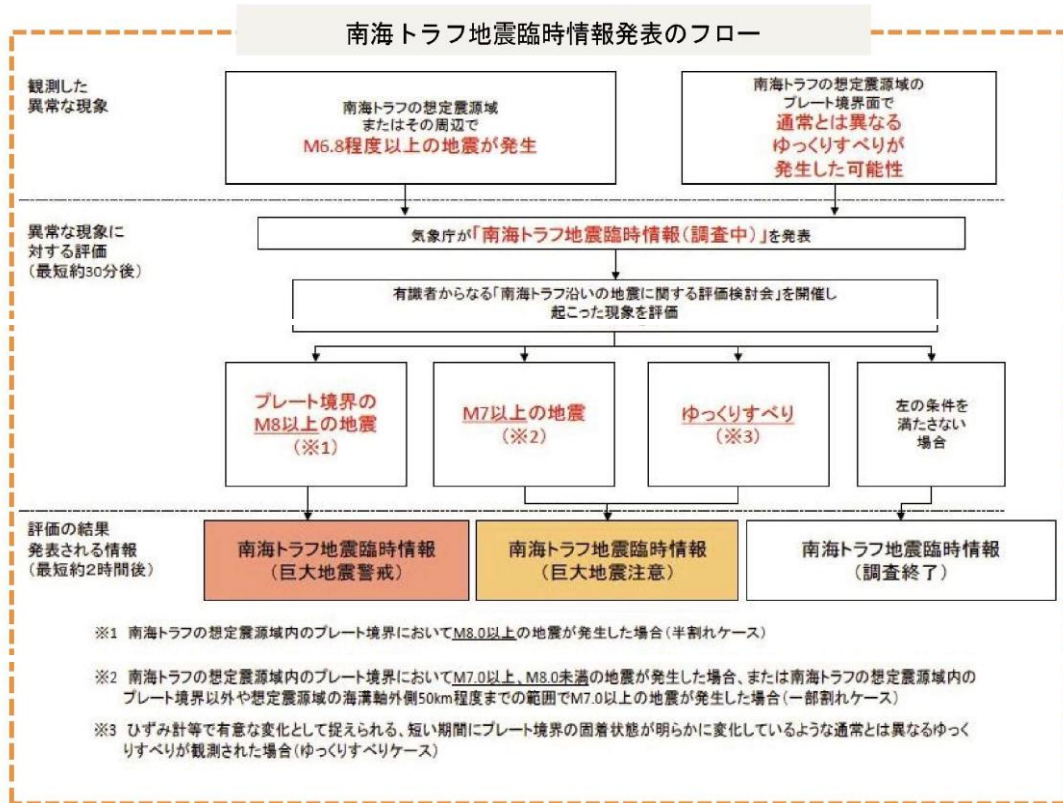 南海トラフ地震臨時情報発表のフロー
観測した
異常な現象
南海トラフの想定震源域
またはその周辺で
M6.8程度以上の地震が発生
南海トラフの想定震源域の
プレート境界面で
通常とは異なる
ゆっくりすべりが
発生した可能性
異常な現象に
対する評価
(最短約30分後)
気象庁が「南海トラフ地震臨時情報(調査中)」を発表
有識者からなる「南海トラフ沿いの地震に関する評価検討会」を開催し
起こった現象を評価
プレート境界の
M8以上の地震
(※1)
M7以上の地震
(※2)
ゆっくりすべり
(※3)
左の条件を
満たさない
場合
評価の結果
発表される情報
(最短約2時間後)
南海トラフ地震臨時情報
(巨大地震警戒)
南海トラフ地震臨時情報
(巨大地震注意)
南海トラフ地震臨時情報
(調査終了)
※1 南海トラフの想定震源域内のプレート境界においてM8.0以上の地震が発生した場合(半割れケース)
※2 南海トラフの想定震源域内のプレート境界においてM7.0以上、M8.0未満の地震が発生した場合、または南海トラフの想定震源域内の
プレート境界以外や想定震源域の海溝軸外側50km程度までの範囲でM7.0以上の地震が発生した場合(一部割れケース)
※3 ひずみ計等で有意な変化として捉えられる、短い期間にプレート境界の固着状態が明らかに変化しているような通常とは異なるゆっく
りすべりが観測された場合(ゆっくりすべりケース)